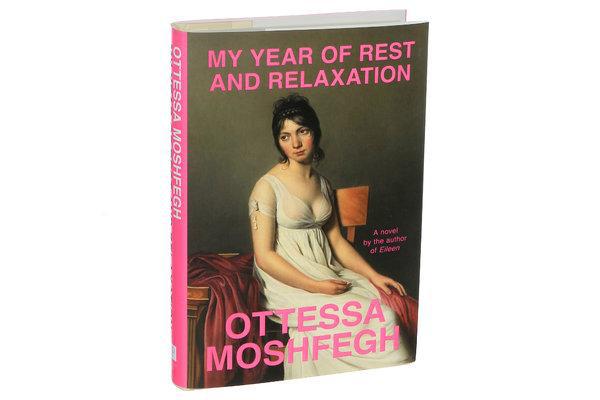 MY YEAR OF REST
AND RELAXATION
A novel
by the author
of Eileen
OTTESSA
MOSHFEGH
OTTESSA MOSHFEGH